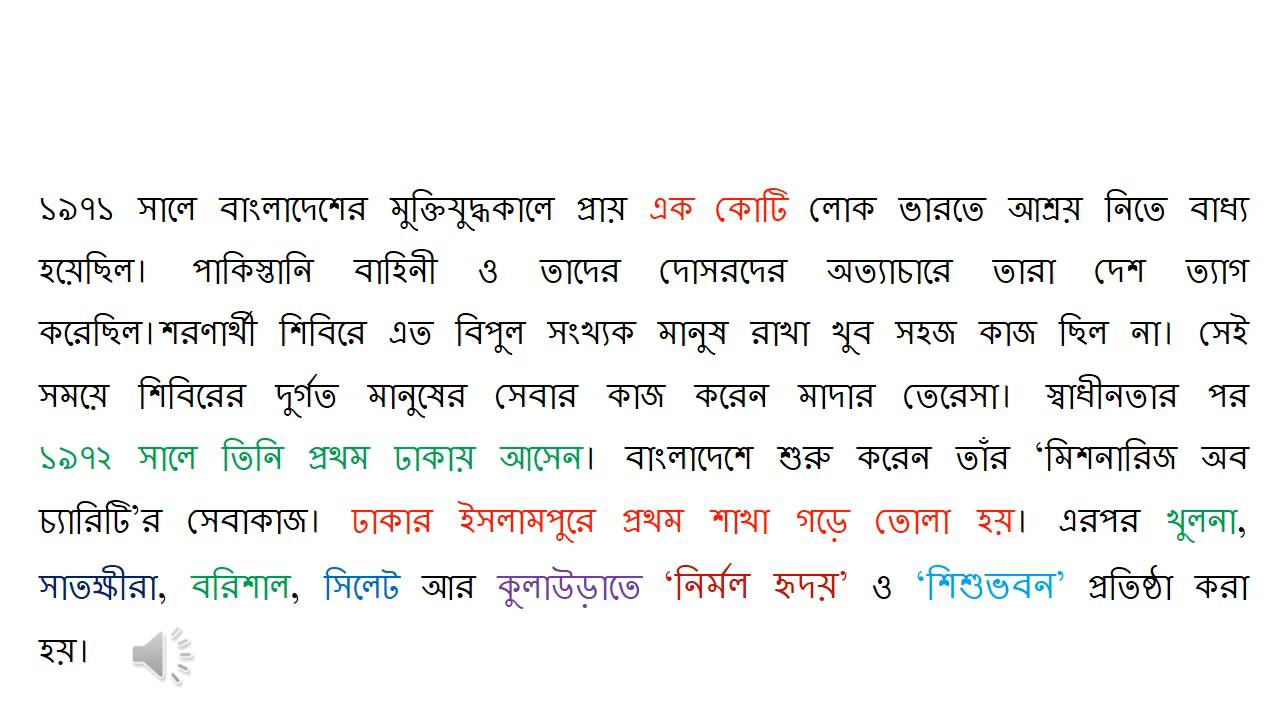 ১৯৭১ সালে বাংলাদেশের মুক্তিযুদ্ধকালে প্রায় এক কোটি লোক ভারতে আশ্রয় নিতে বাধ্য
হয়েছিল। পাকিস্তানি বাহিনী ও তাদের দোসরদের অত্যাচারে তারা দেশ ত্যাগ
করেছিল।শরণার্থী শিবিরে এত বিপুল সংখ্যক মানুষ রাখা খুব সহজ কাজ ছিল না। সেই
সময়ে শিবিরের দুর্গত মানুষের সেবার কাজ করেন মাদার তেরেসা। স্বাধীনতার পর
১৯৭২ সালে তিনি প্রথম ঢাকায় আসেন। বাংলাদেশে শুরু করেন তাঁর ‘মিশনারিজ অব
চ্যারিটি’র সেবাকাজ। ঢাকার ইসলামপুরে প্রথম শাখা গড়ে তোলা হয়। এরপর খুলনা,
সাতক্ষীরা, বরিশাল, সিলেট আর কুলাউড়াতে ‘নির্মল হৃদয়’ ও ‘শিশুভবন’ প্রতিষ্ঠা করা
হয়।